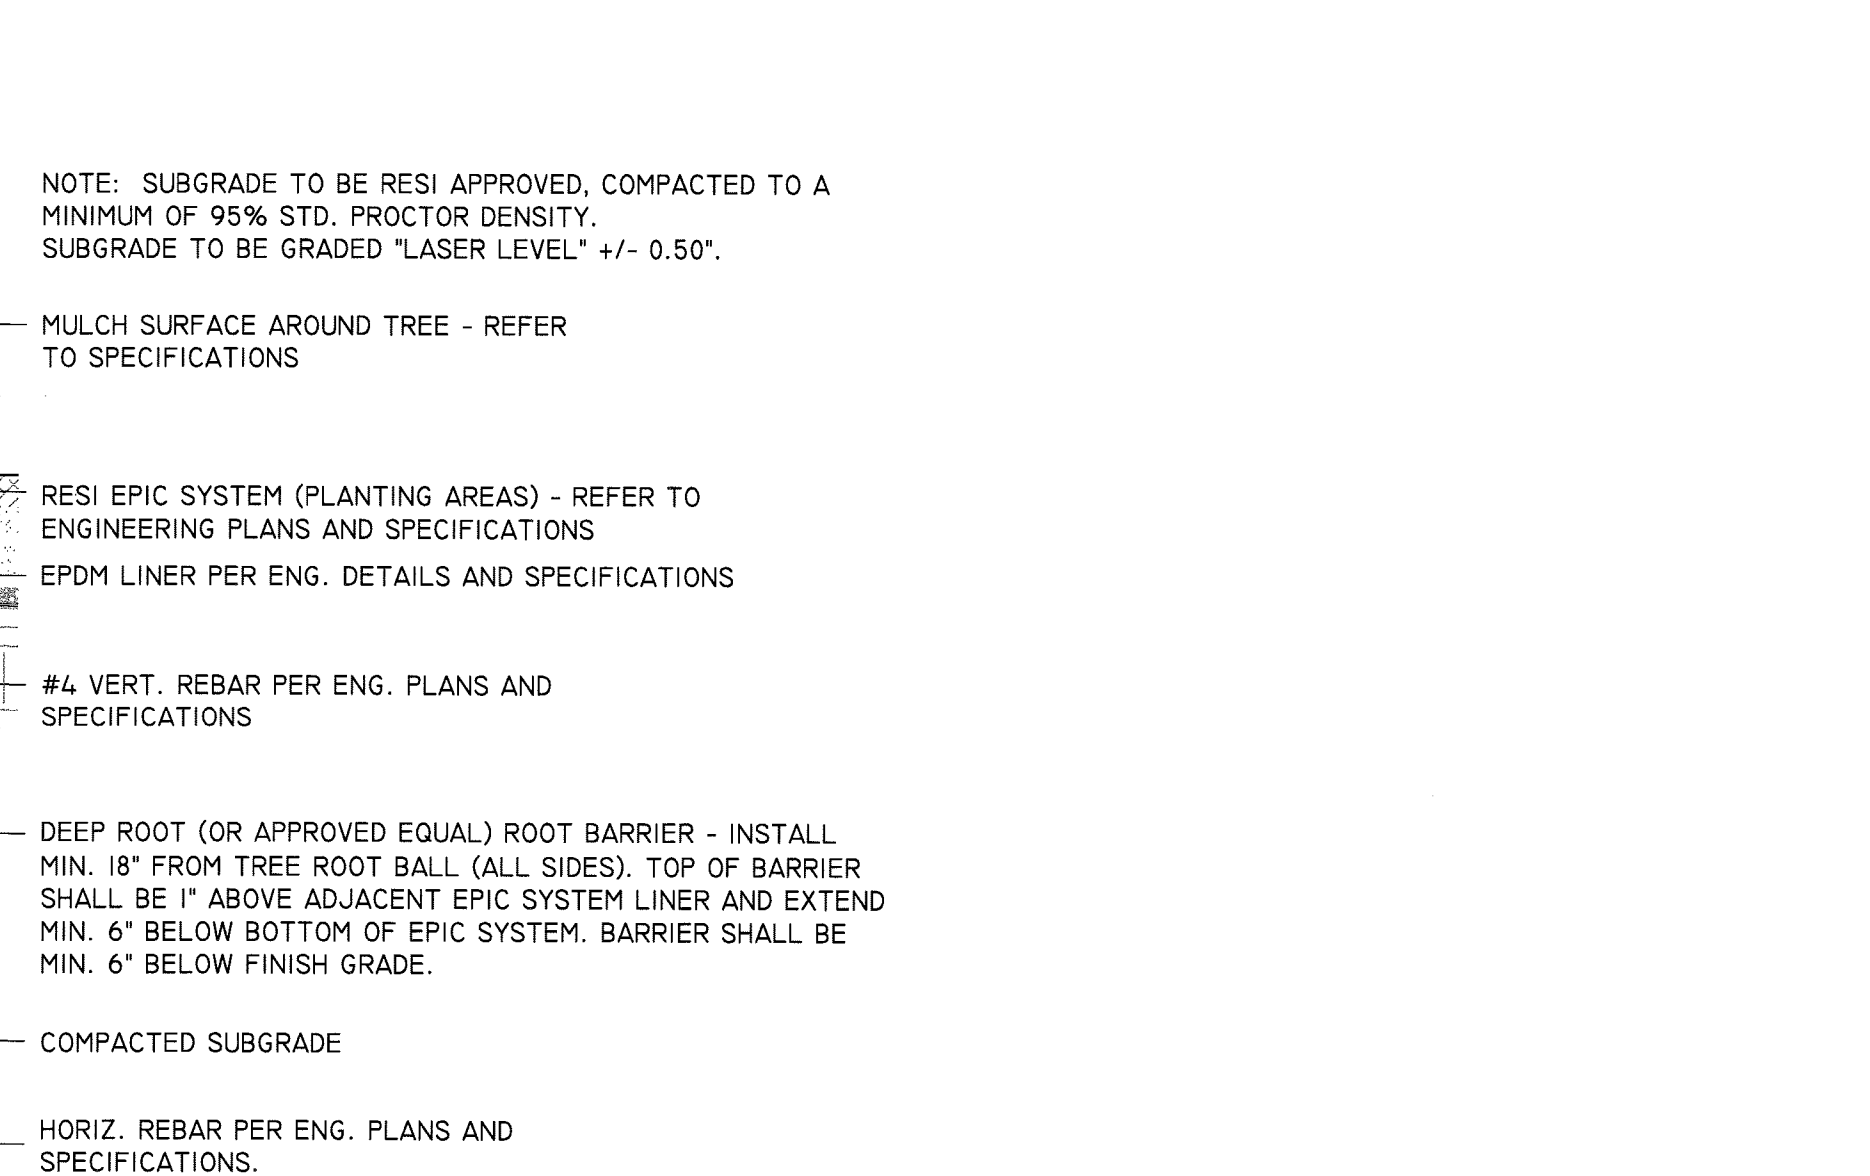 NOTE: SUBGRADE TO BE RESI APPROVED, COMPACTED TO A
MINIMUM OF 95% STD. PROCTOR DENSITY.
SUBGRADE TO BE GRADED "LASER LEVEL" +/- 0.50".
MULCH SURFACE AROUND TREE - REFER
TO SPECIFICATIONS
RESI EPIC SYSTEM (PLANTING AREAS) - REFER TO
ENGINEERING PLANS AND SPECIFICATIONS
EPDM LINER PER ENG. DETAILS AND SPECIFICATIONS
#4 VERT. REBAR PER ENG. PLANS AND
SPECIFICATIONS
DEEP ROOT (OR APPROVED EQUAL) ROOT BARRIER - INSTALL
MIN. 18" FROM TREE ROOT BALL (ALL SIDES). TOP OF BARRIER
SHALL BE 1" ABOVE ADJACENT EPIC SYSTEM LINER AND EXTEND
MIN. 6" BELOW BOTTOM OF EPIC SYSTEM. BARRIER SHALL BE
MIN. 6" BELOW FINISH GRADE.
COMPACTED SUBGRADE
HORIZ. REBAR PER ENG. PLANS AND
SPECIFICATIONS.